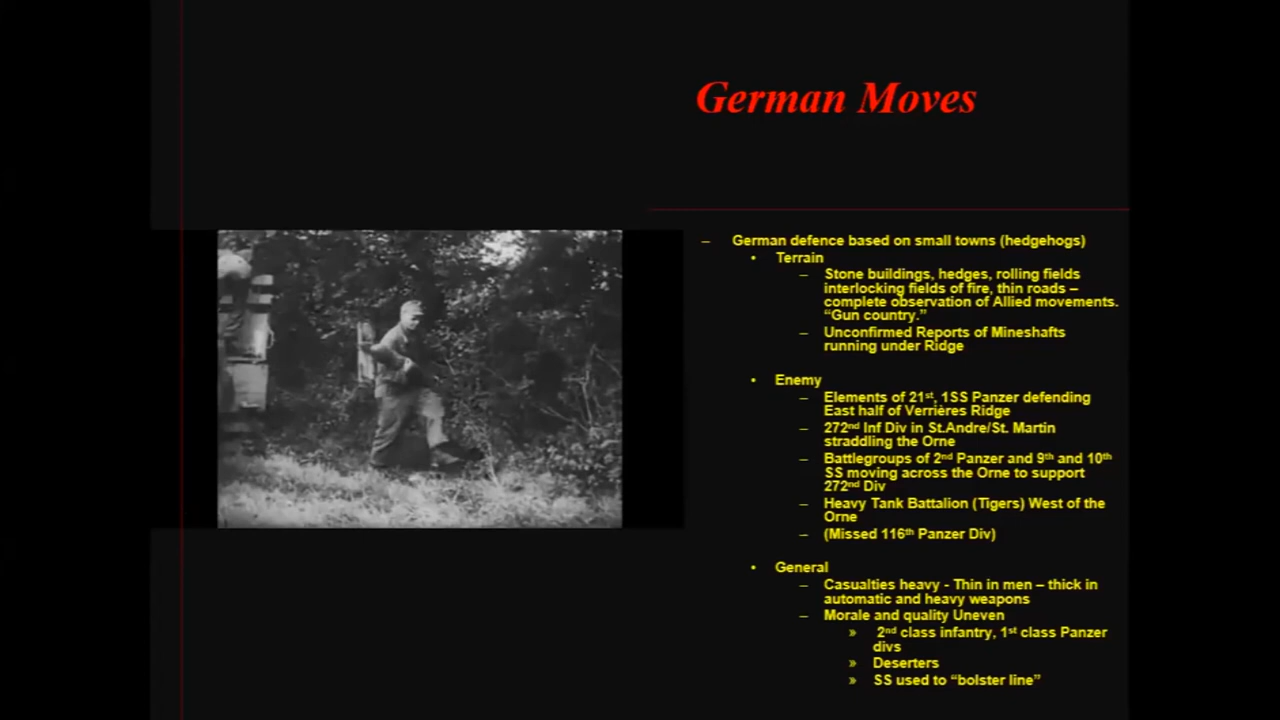 German Moves
– German defence based on small towns (hedgehogs)
• Terrain
– Stone buildings, hedges, rolling fields
interlocking fields of fire, thin roads –
complete observation of Allied movements.
“Gun country.”
– Unconfirmed Reports of Mineshafts
running under Ridge
• Enemy
– Elements of 21st, 1SS Panzer defending
East half of Verrières Ridge
– 272nd Inf Div in St.Andre/St. Martin
straddling the Orne
– Battlegroups of 2nd Panzer and 9th and 10th
SS moving across the Orne to support
272nd Div
– Heavy Tank Battalion (Tigers) West of the
Orne
– (Missed 116th Panzer Div)
• General
– Casualties heavy - Thin in men – thick in
automatic and heavy weapons
– Morale and quality Uneven
» 2nd class infantry, 1st class Panzer
divs
» Deserters
» SS used to “bolster line”